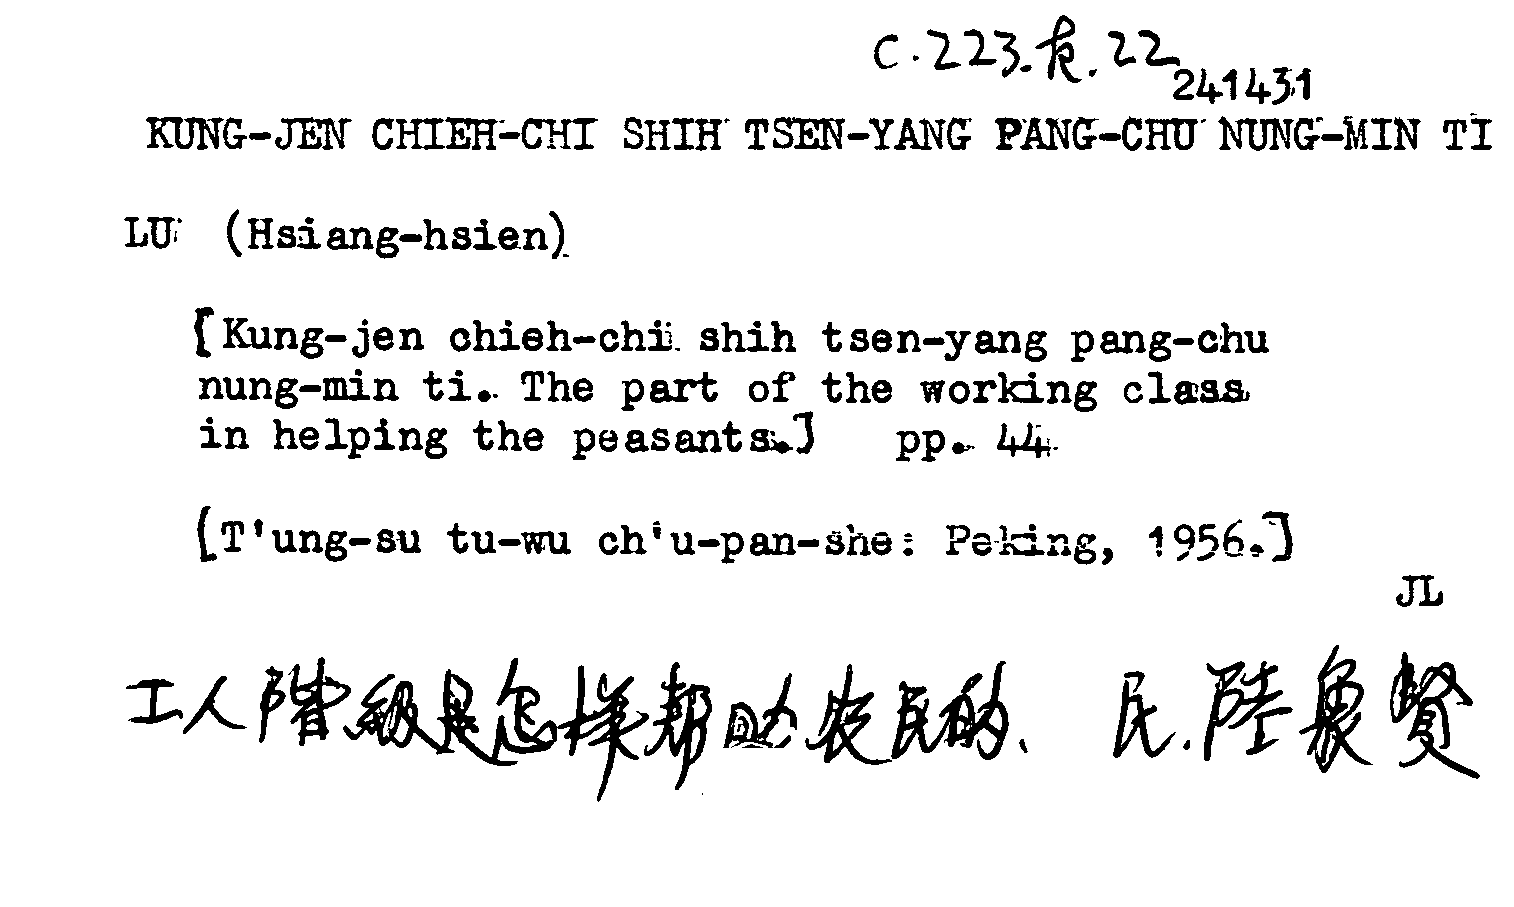 C.223.
.22
241431
KUNG-JEN CHIEH-CHI SHIH TSEN-YANG PANG-CHU NUNG-MIN TI
LU (Hsiang-hsien)
[Kung-jen chieh-chi shih tsen-yang pang-chu
nung-min ti. The part of the working class
in helping the peasants.] pp. 44.
[T'ung-su tu-wu ch'u-pan-she: Peking, 1956.]
JL
工人階級是怎樣帮助农民的、 民.陸象賢